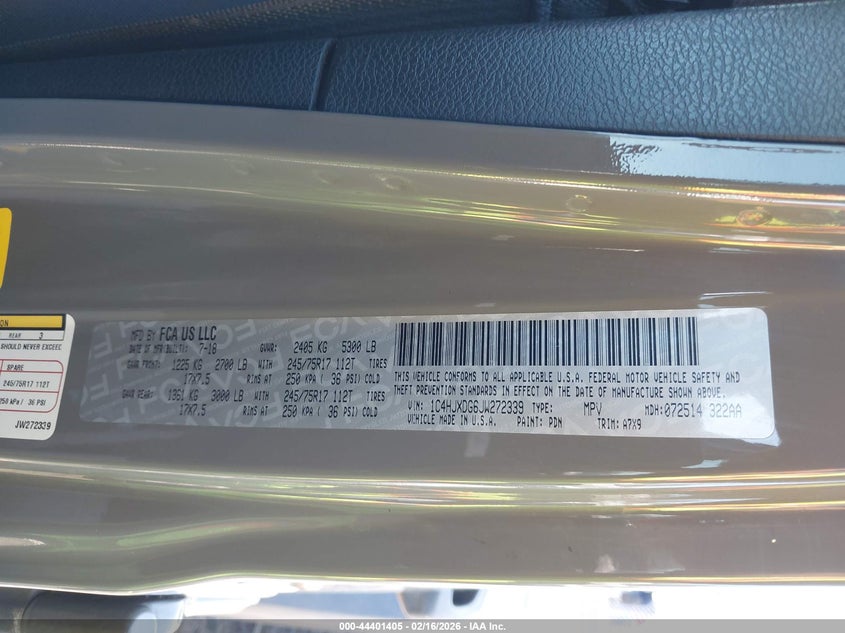 ON
REAR 3
SHOULD NEVER EXCEED
SPARE
245/75R17 112T
250 kPa / 36 PSI
JW272339
MFD BY FCA US LLC
DATE OF MFR(BUILT): 7-18 GVWR: 2405 KG 5300 LB
GAWR FRONT: 1225 KG 2700 LB WITH 245/75R17 112T TIRES
17X7.5 RIMS AT 250 KPA ( 36 PSI) COLD
GAWR REAR: 1361 KG 3000 LB WITH 245/75R17 112T TIRES
17X7.5 RIMS AT 250 KPA ( 36 PSI) COLD
THIS VEHICLE CONFORMS TO ALL APPLICABLE U.S.A. FEDERAL MOTOR VEHICLE SAFETY AND
THEFT PREVENTION STANDARDS IN EFFECT ON THE DATE OF MANUFACTURE SHOWN ABOVE.
VIN: 1C4HJXDG6JW272339 TYPE: MPV MDH: 072514 322AA
VEHICLE MADE IN U.S.A. PAINT: PDN TRIM: A7X9
000-44401405 - 02/16/2026 - IAA Inc.